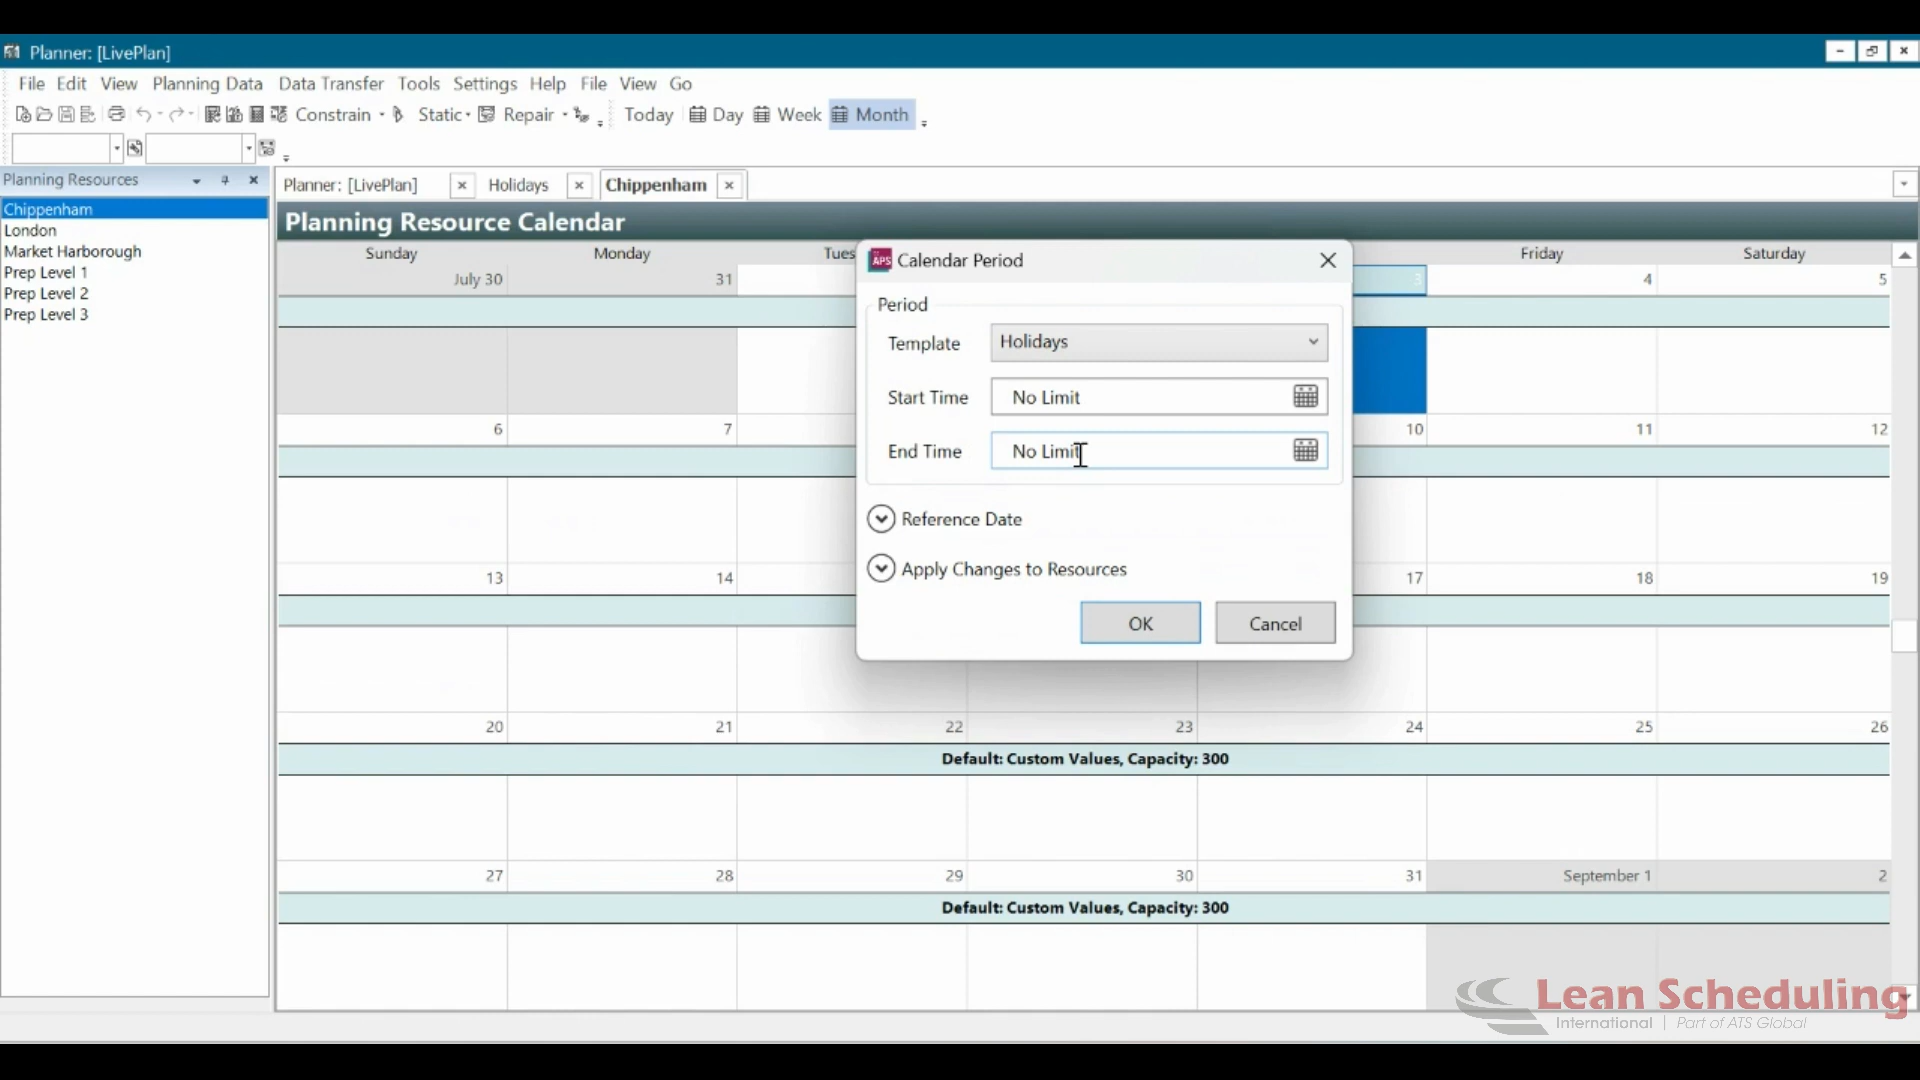 Planner: [LivePlan]
File Edit View Planning Data Data Transfer Tools Settings Help File View Go
Constrain Static Repair Today Day Week Month
Planning Resources
Planner: [LivePlan] Holidays Chippenham
Chippenham
London
Market Harborough
Prep Level 1
Prep Level 2
Prep Level 3
Planning Resource Calendar
Sunday Monday Tues Friday Saturday
July 30 31 3 4 5
APS Calendar Period
Period
Template Holidays
Start Time No Limit
End Time No Limit
Reference Date
Apply Changes to Resources
OK Cancel
6 7 10 11 12
13 14 17 18 19
20 21 22 23 24 25 26
Default: Custom Values, Capacity: 300
27 28 29 30 31 September 1 2
Default: Custom Values, Capacity: 300
Lean Scheduling
International | Part of ATS Global